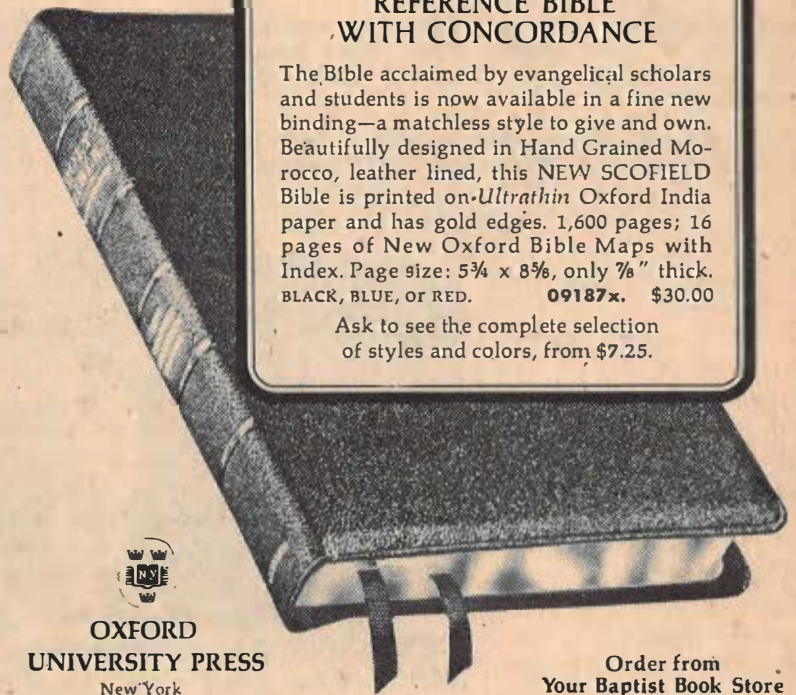 REFERENCE BIBLE
WITH CONCORDANCE
The Bible acclaimed by evangelical scholars
and students is now available in a fine new
binding—a matchless style to give and own.
Beautifully designed in Hand Grained Mo-
rocco, leather lined, this NEW SCOFIELD
Bible is printed on Ultrathin Oxford India
paper and has gold edges. 1,600 pages; 16
pages of New Oxford Bible Maps with
Index. Page size: 5¾ x 8⅝, only ⅞" thick.
BLACK, BLUE, OR RED. 09187x. $30.00
Ask to see the complete selection
of styles and colors, from $7.25.
N Y
OXFORD
UNIVERSITY PRESS
New York
Order from
Your Baptist Book Store